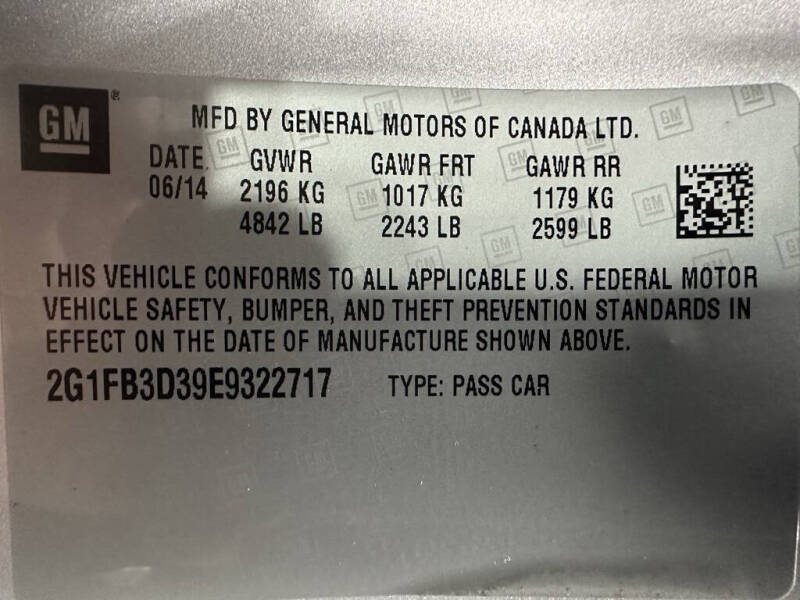 GM®
MFD BY GENERAL MOTORS OF CANADA LTD.
DATE GVWR GAWR FRT GAWR RR
06/14 2196 KG 1017 KG 1179 KG
4842 LB 2243 LB 2599 LB
THIS VEHICLE CONFORMS TO ALL APPLICABLE U.S. FEDERAL MOTOR
VEHICLE SAFETY, BUMPER, AND THEFT PREVENTION STANDARDS IN
EFFECT ON THE DATE OF MANUFACTURE SHOWN ABOVE.
2G1FB3D39E9322717 TYPE: PASS CAR